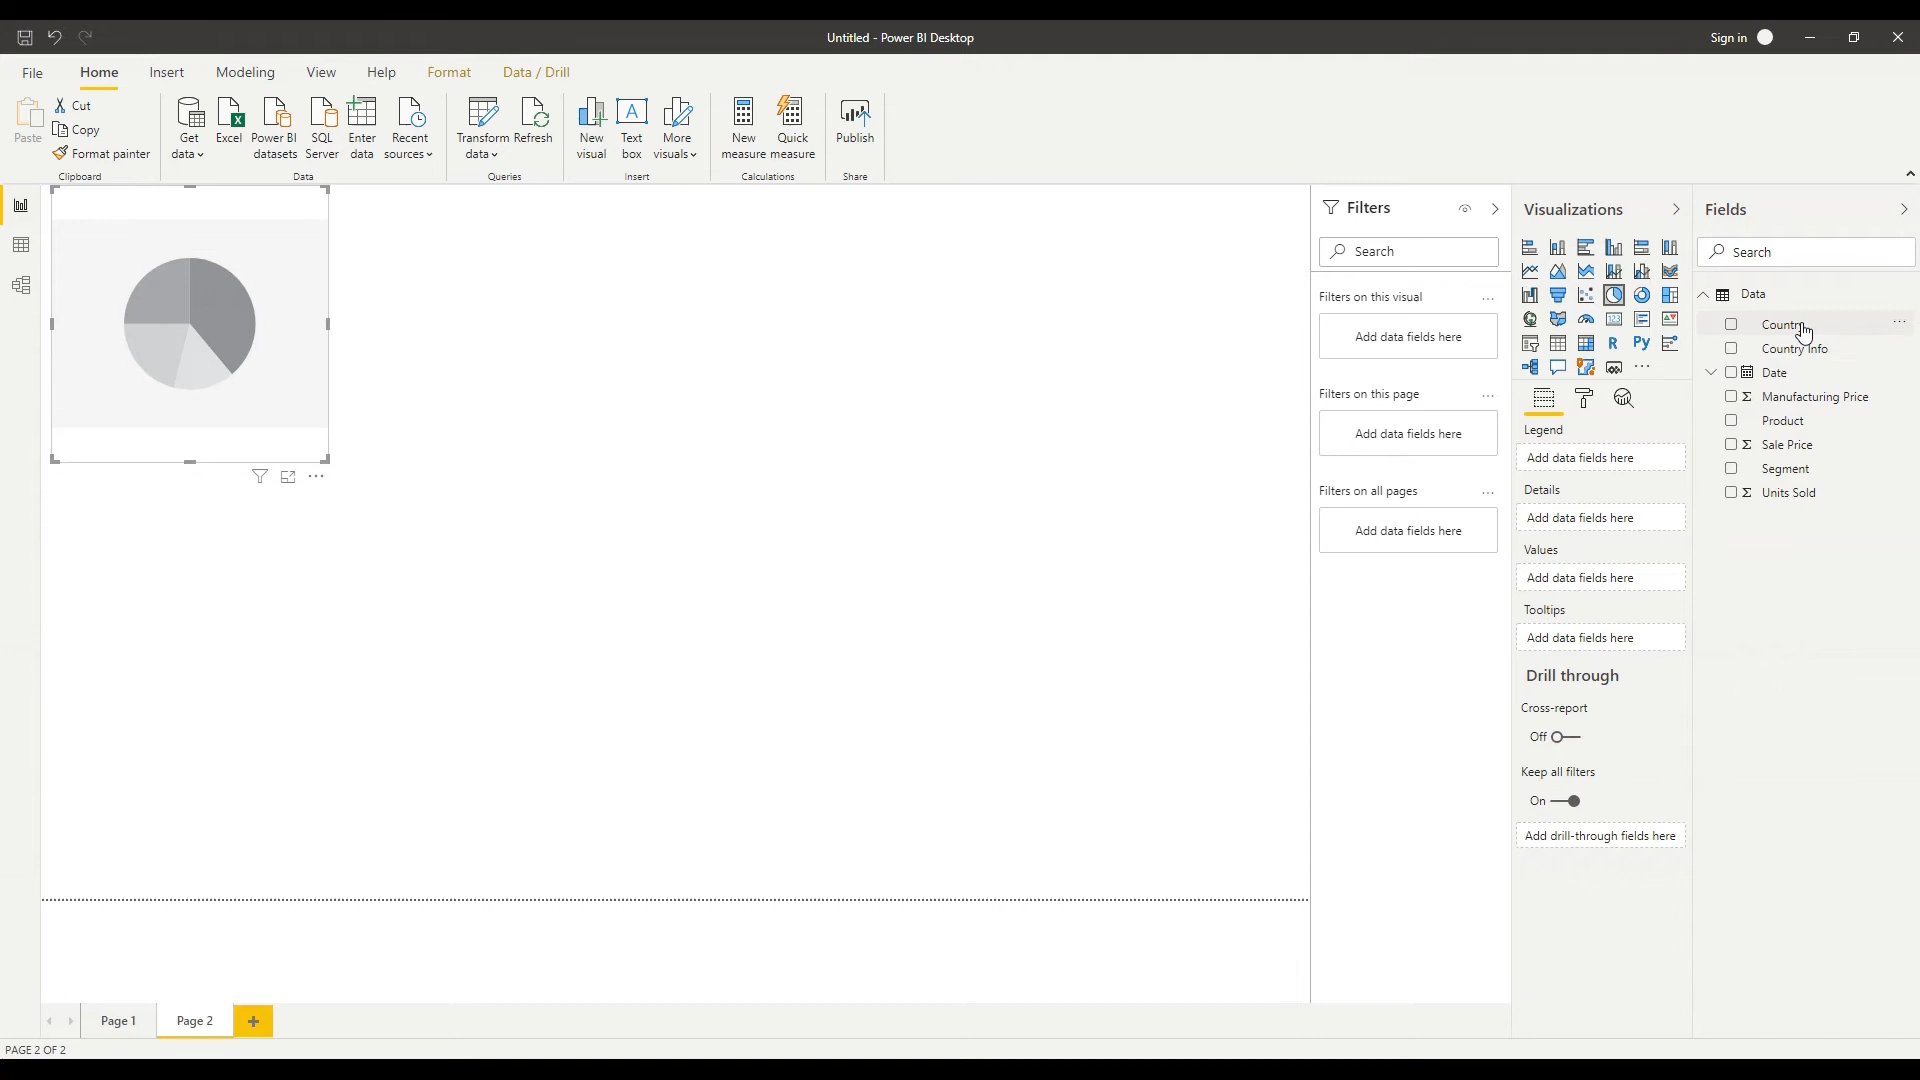 Untitled - Power BI Desktop
Sign in
File
Home
Insert
Modeling
View
Help
Format
Data / Drill
Paste
Cut
Copy
Format painter
Clipboard
Get data
Excel
Power BI datasets
SQL Server
Enter data
Recent sources
Data
Transform data
Refresh
Queries
New visual
Text box
More visuals
Insert
New measure
Quick measure
Calculations
Publish
Share
Filters
Search
Filters on this visual
Add data fields here
Filters on this page
Add data fields here
Filters on all pages
Add data fields here
Visualizations
123
R
Py
Legend
Add data fields here
Details
Add data fields here
Values
Add data fields here
Tooltips
Add data fields here
Drill through
Cross-report
Off
Keep all filters
On
Add drill-through fields here
Fields
Search
Data
Country
Country Info
Date
Σ Manufacturing Price
Product
Σ Sale Price
Segment
Σ Units Sold
Page 1
Page 2
PAGE 2 OF 2